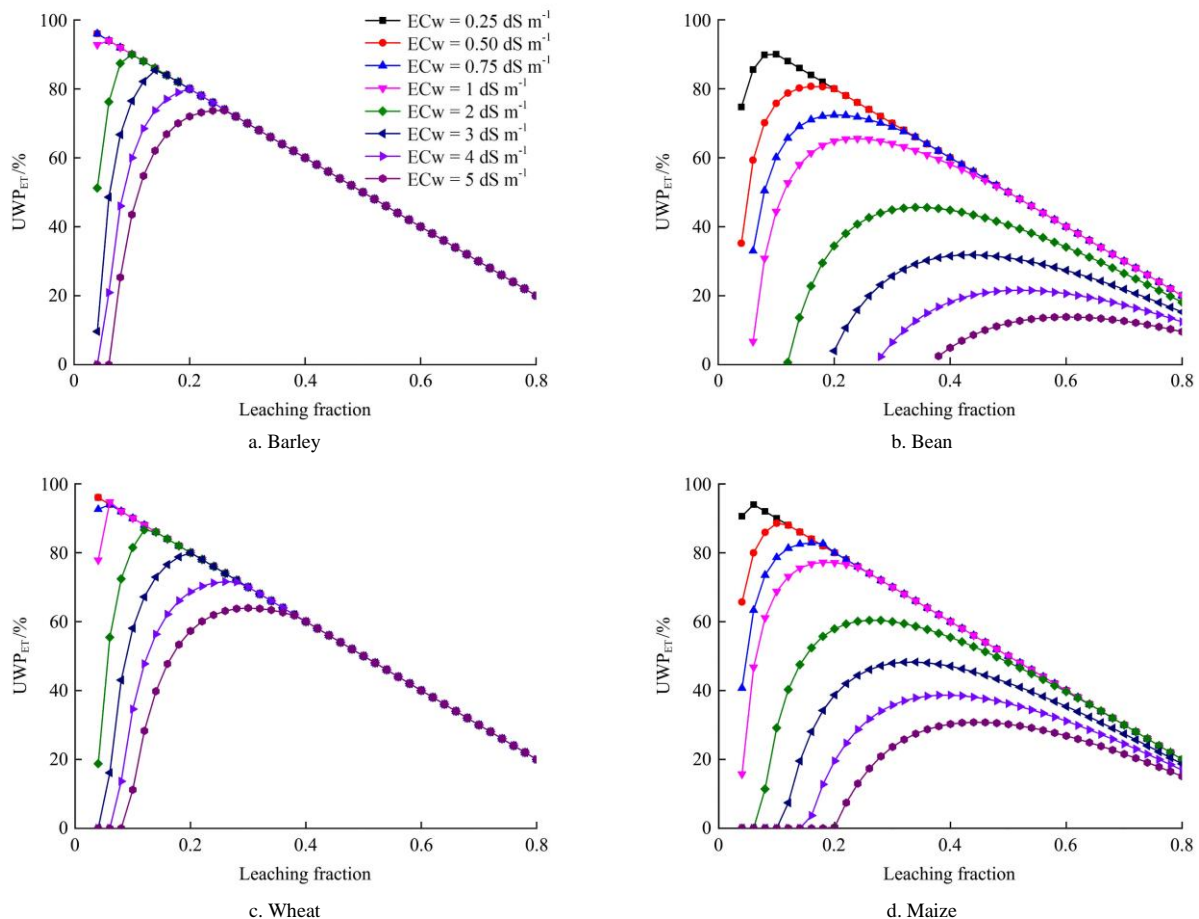 100
80
60
40
20
0
UWP_ET/%
ECw = 0.25 dS m⁻¹
ECw = 0.50 dS m⁻¹
ECw = 0.75 dS m⁻¹
ECw = 1 dS m⁻¹
ECw = 2 dS m⁻¹
ECw = 3 dS m⁻¹
ECw = 4 dS m⁻¹
ECw = 5 dS m⁻¹
0 0.2 0.4 0.6 0.8
Leaching fraction
a. Barley
100
80
60
40
20
0
UWP_ET/%
0 0.2 0.4 0.6 0.8
Leaching fraction
b. Bean
100
80
60
40
20
0
UWP_ET/%
0 0.2 0.4 0.6 0.8
Leaching fraction
c. Wheat
100
80
60
40
20
0
UWP_ET/%
0 0.2 0.4 0.6 0.8
Leaching fraction
d. Maize